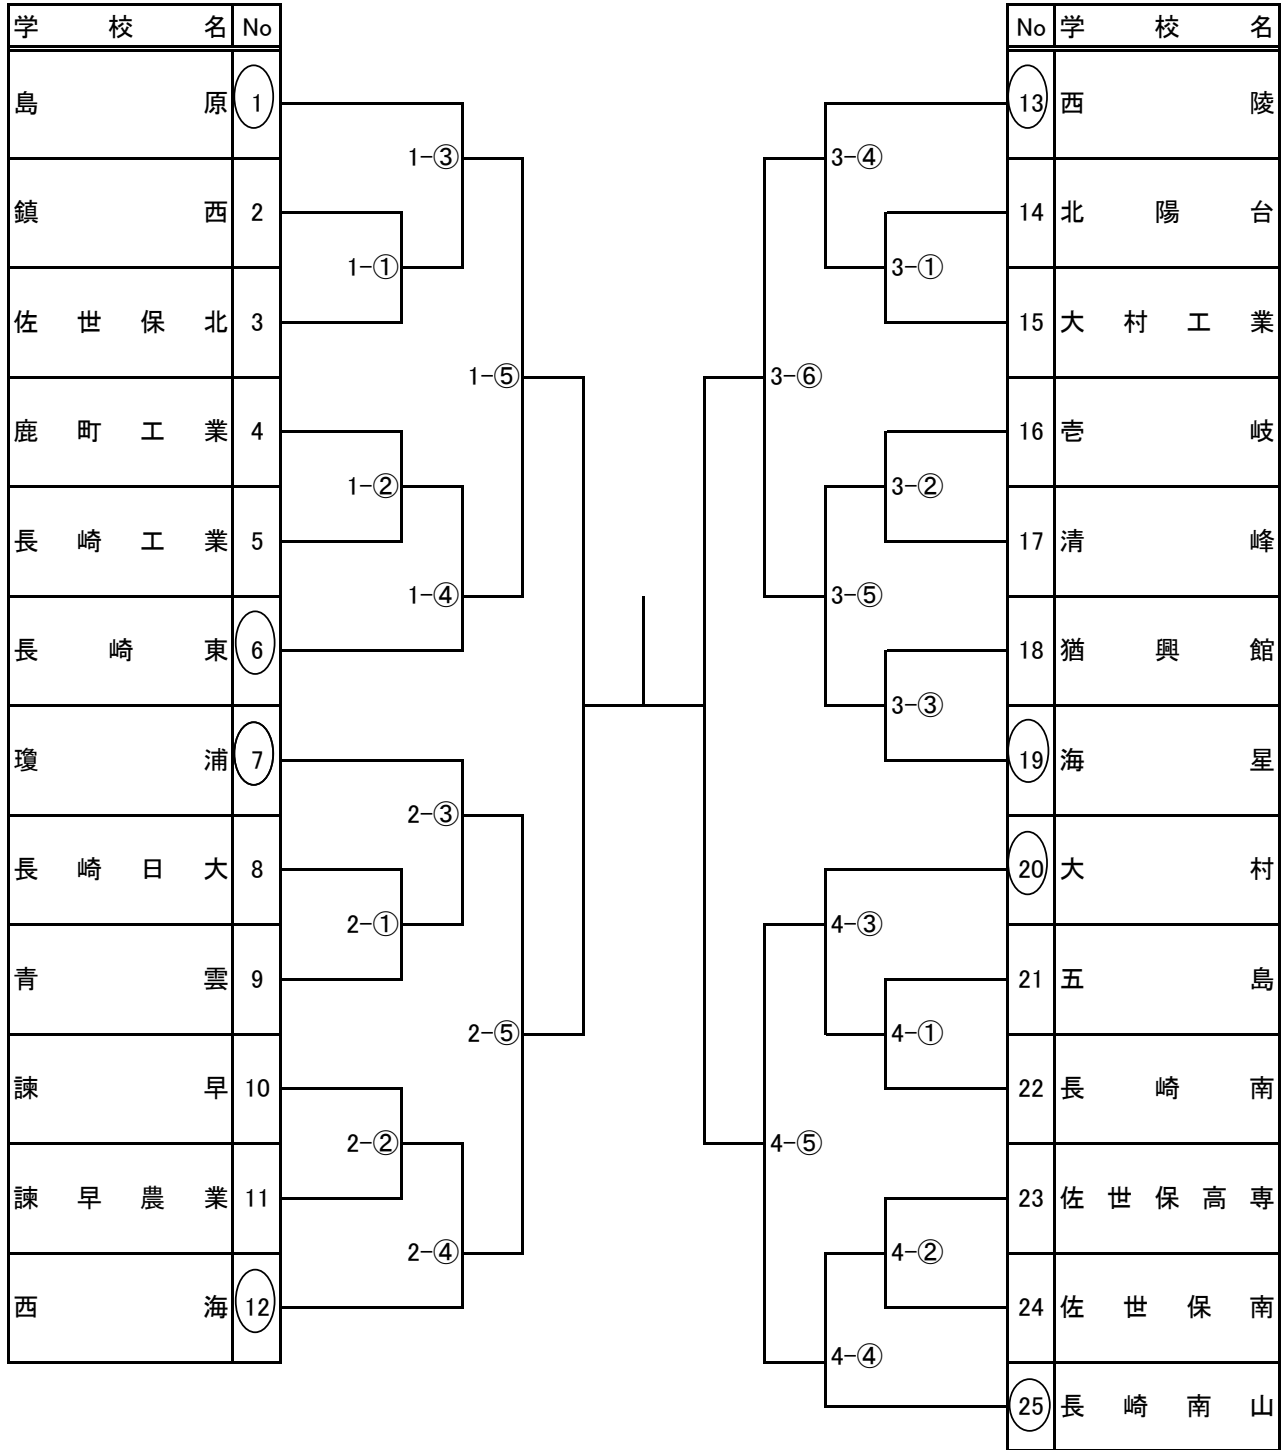 学校名 No
島原 1
鎮西 2
佐世保北 3
鹿町工業 4
長崎工業 5
長崎東 6
瓊浦 7
長崎日大 8
青雲 9
諫早 10
諫早農業 11
西海 12
1-③
1-①
1-⑤
1-②
1-④
2-③
2-①
2-⑤
2-②
2-④
3-④
3-①
3-⑥
3-②
3-⑤
3-③
4-③
4-①
4-⑤
4-②
4-④
No 学校名
13 西陵
14 北陽台
15 大村工業
16 壱岐
17 清峰
18 猶興館
19 海星
20 大村
21 五島
22 長崎南
23 佐世保高専
24 佐世保南
25 長崎南山